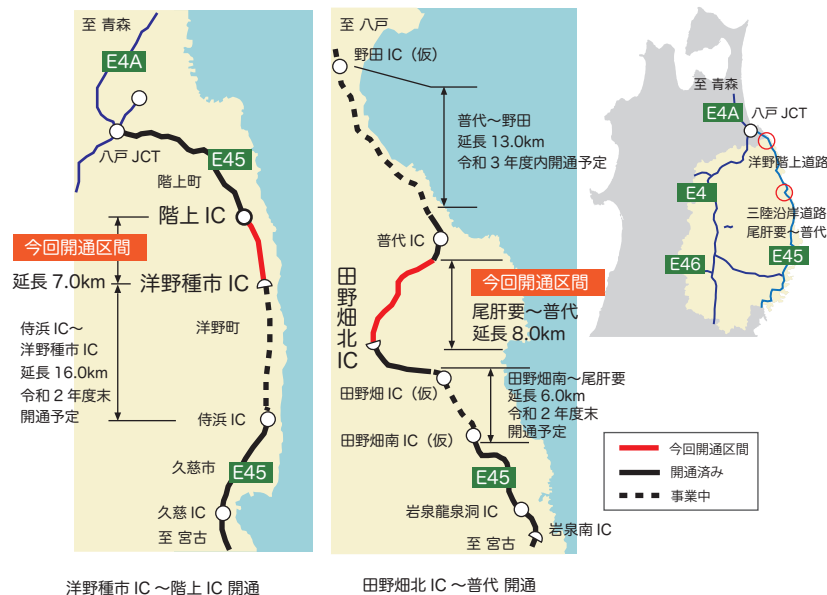 至 青森
E4A
八戸 JCT
E45
階上町
階上 IC
今回開通区間
延長 7.0km
洋野種市 IC
侍浜 IC～
洋野種市 IC
延長 16.0km
令和 2 年度末
開通予定
洋野町
侍浜 IC
久慈市
E45
久慈 IC
至 宮古
洋野種市 IC ～階上 IC 開通
至 八戸
野田 IC（仮）
普代～野田
延長 13.0km
令和 3 年度内開通予定
普代 IC
田野畑北 IC
今回開通区間
尾肝要～普代
延長 8.0km
田野畑 IC（仮）
田野畑南～尾肝要
延長 6.0km
令和 2 年度末
開通予定
田野畑南 IC（仮）
E45
岩泉龍泉洞 IC
岩泉南 IC
至 宮古
田野畑北 IC ～普代 開通
至 青森
E4A
八戸 JCT
洋野階上道路
E4
三陸沿岸道路
尾肝要～普代
E45
E46
今回開通区間
開通済み
事業中